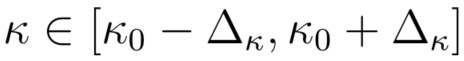 κ ∈ [κ₀ − Δ_κ, κ₀ + Δ_κ]